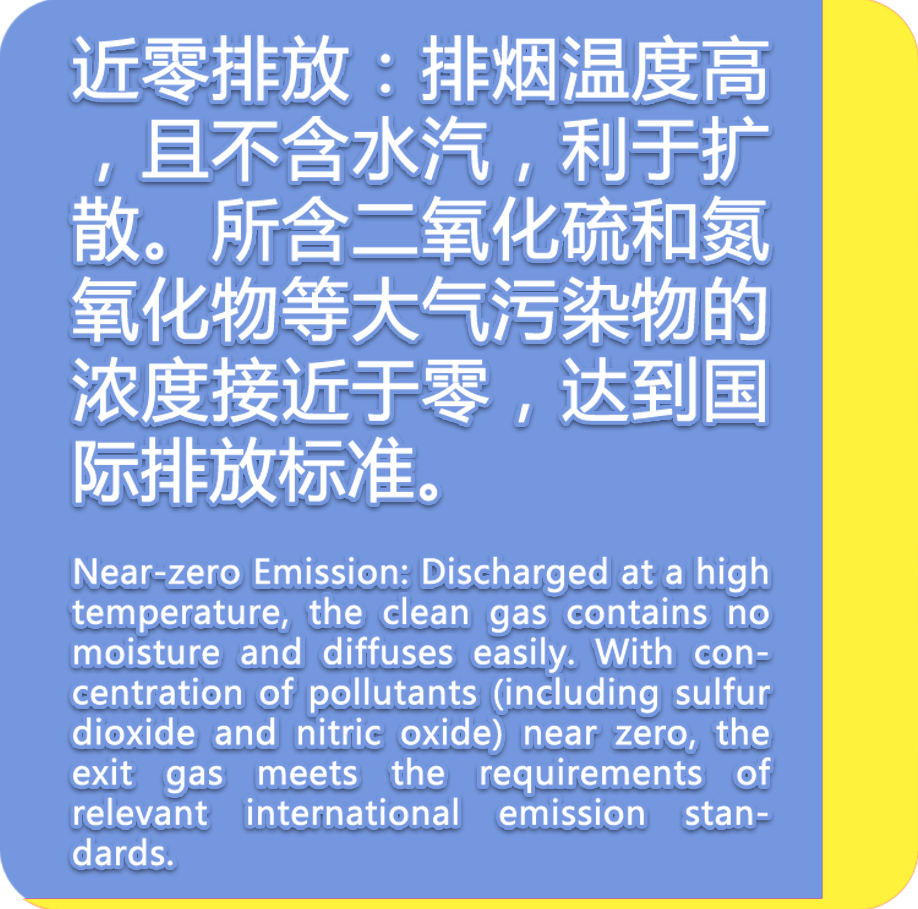 近零排放：排烟温度高
，且不含水汽，利于扩
散。所含二氧化硫和氮
氧化物等大气污染物的
浓度接近于零，达到国
际排放标准。
Near-zero Emission: Discharged at a high
temperature, the clean gas contains no
moisture and diffuses easily. With con-
centration of pollutants (including sulfur
dioxide and nitric oxide) near zero, the
exit gas meets the requirements of
relevant international emission stan-
dards.